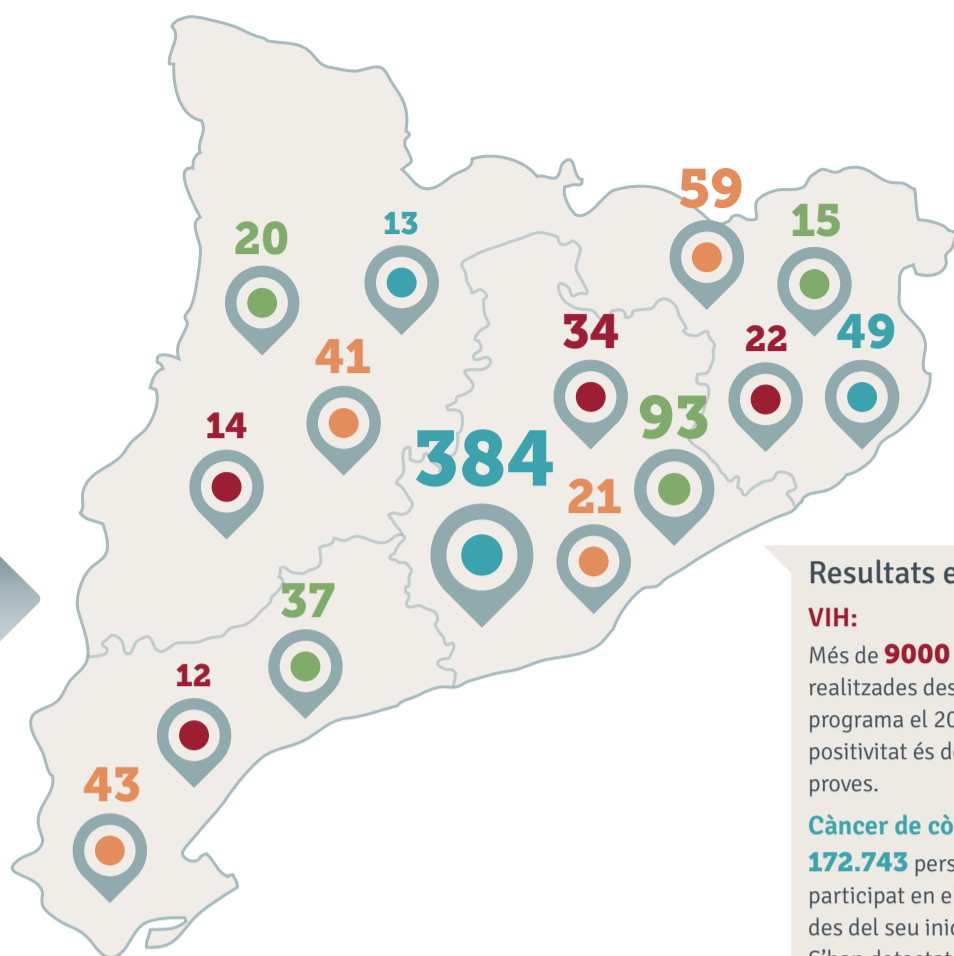 59
15
20
13
34
22
49
41
93
14
384
21
37
12
43
Resultats e
VIH:
Més de 9000
realitzades des
programa el 20
positivitat és d
proves.
Càncer de cò
172.743 pers
participat en e
des del seu inic
S'han detectat